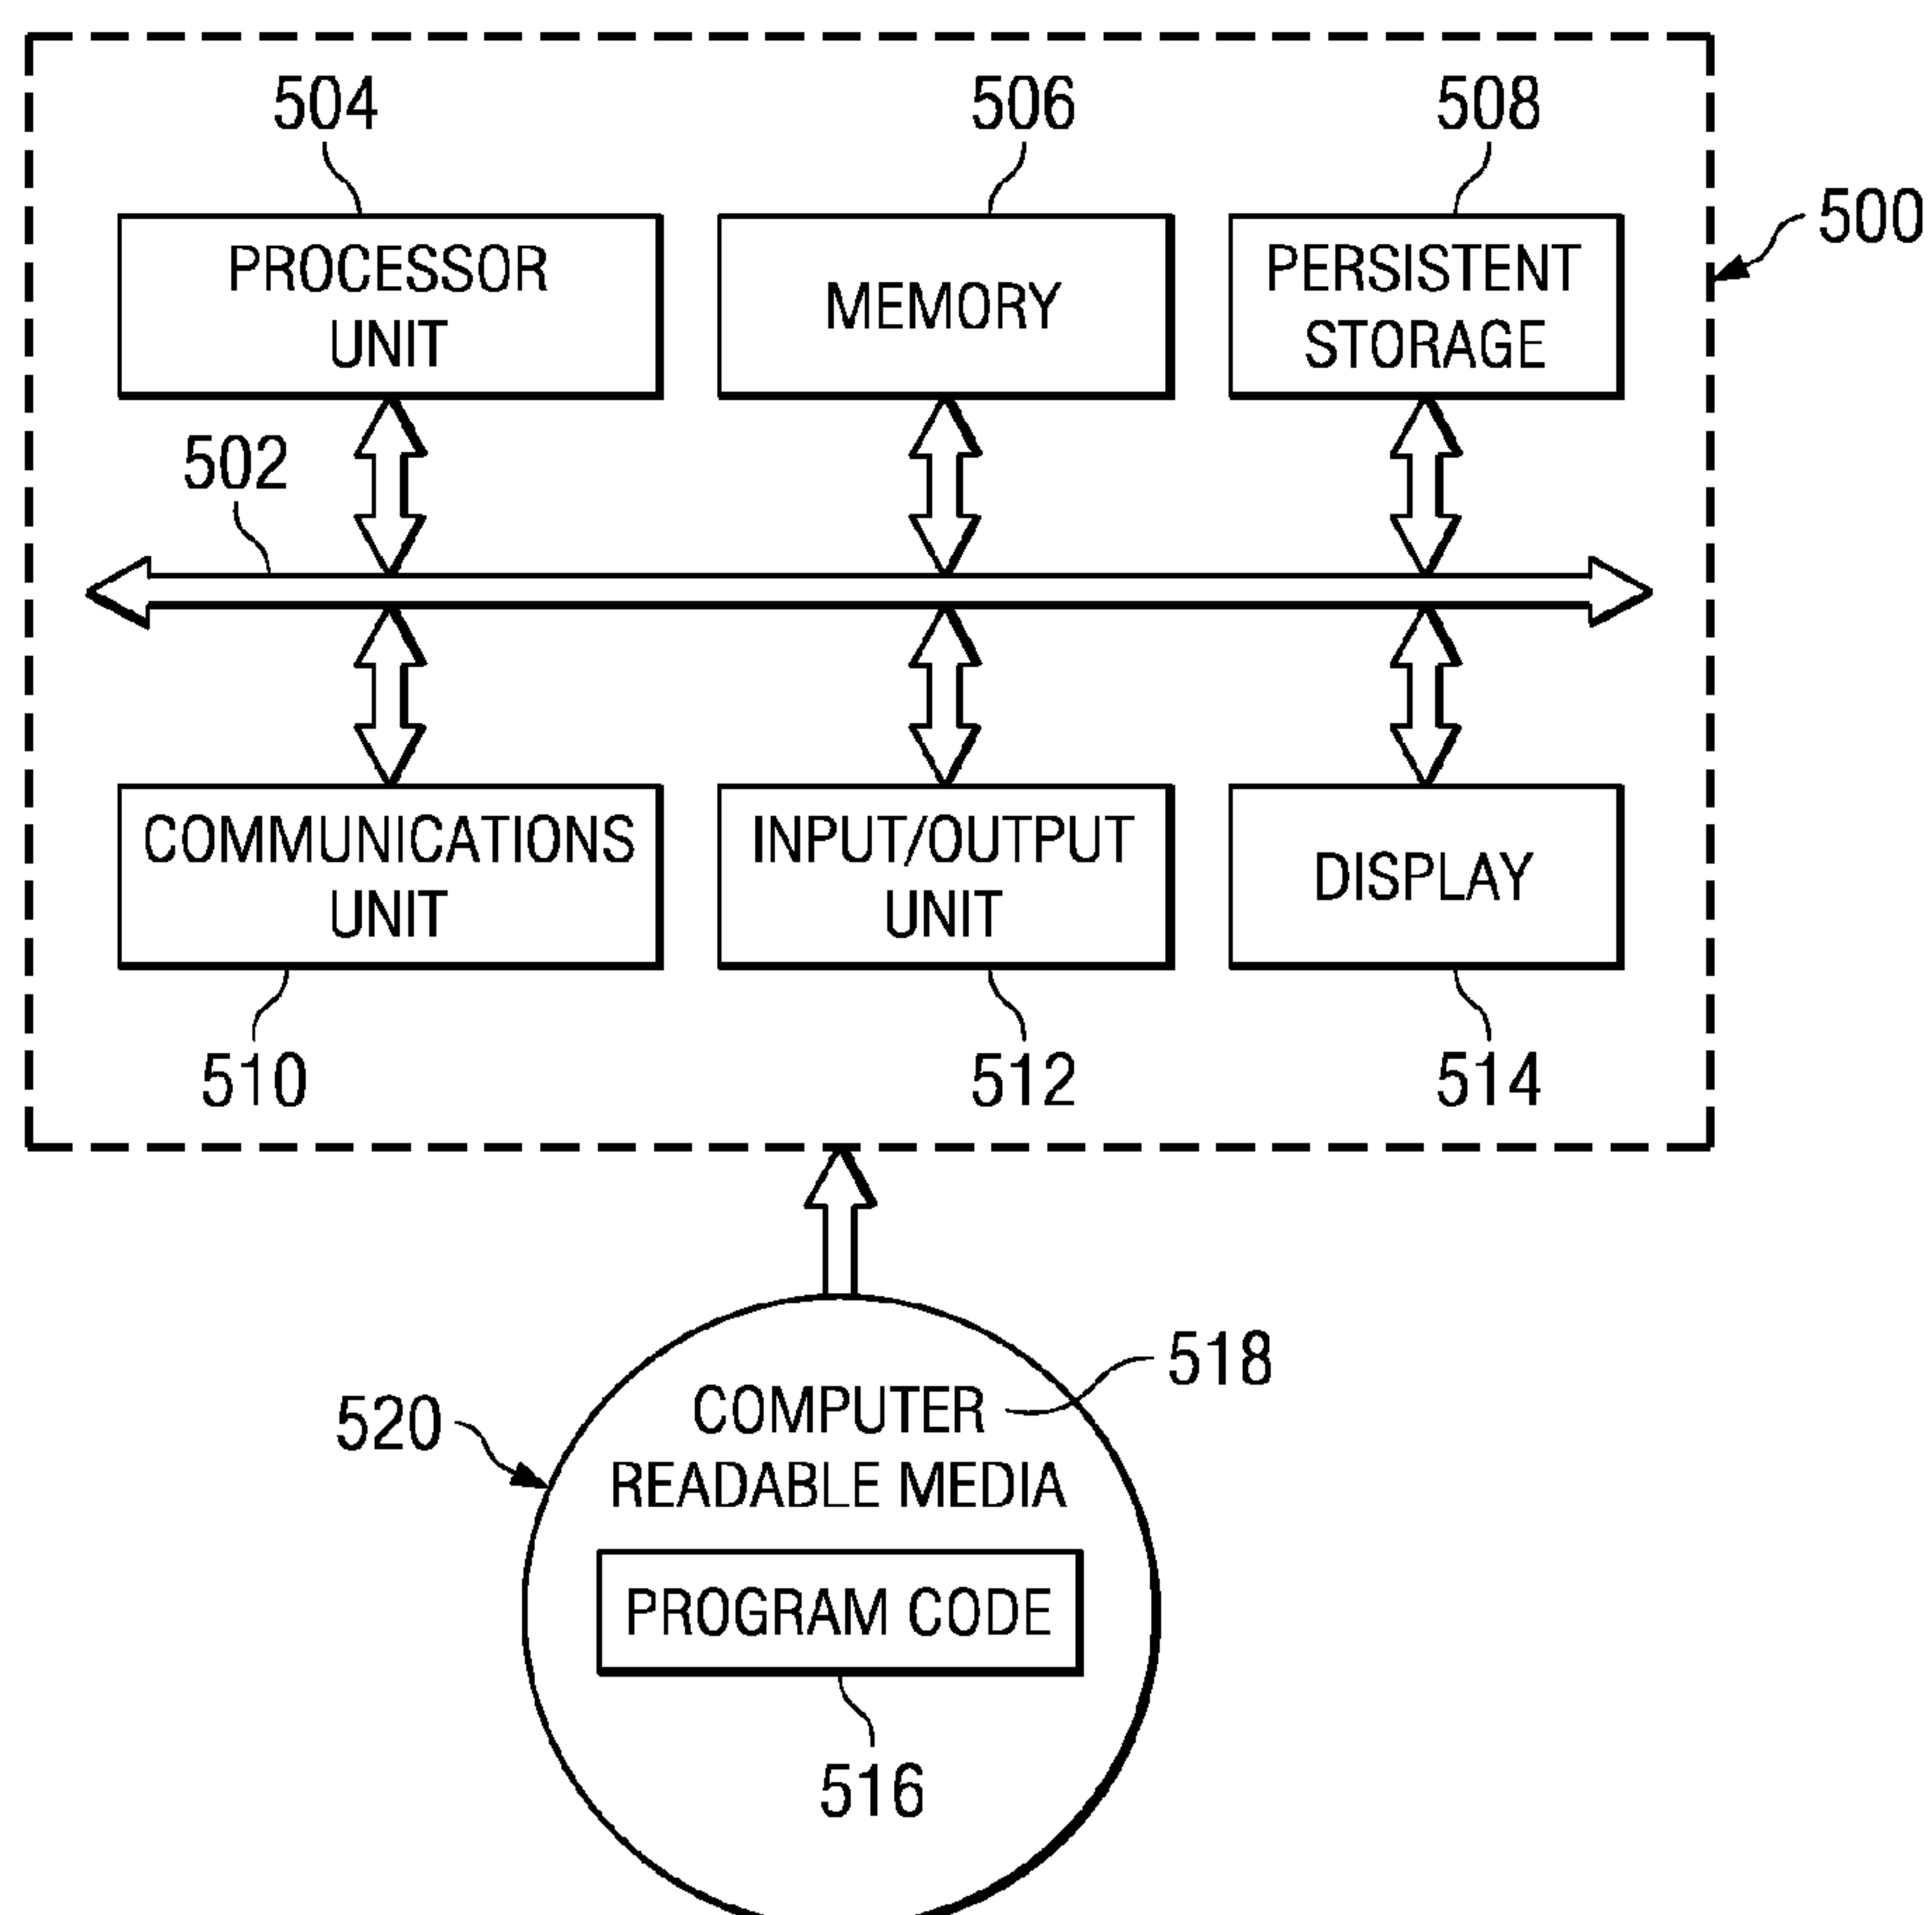 504
506
508
500
PROCESSOR
UNIT
MEMORY
PERSISTENT
STORAGE
502
COMMUNICATIONS
UNIT
INPUT/OUTPUT
UNIT
DISPLAY
510
512
514
518
520
COMPUTER
READABLE MEDIA
PROGRAM CODE
516